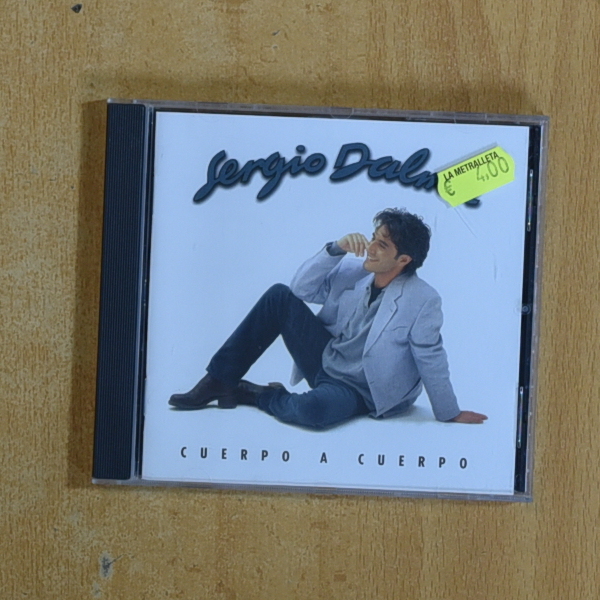 Sergio Dalm
LA METRALLETA
€ 4,00
CUERPO A CUERPO